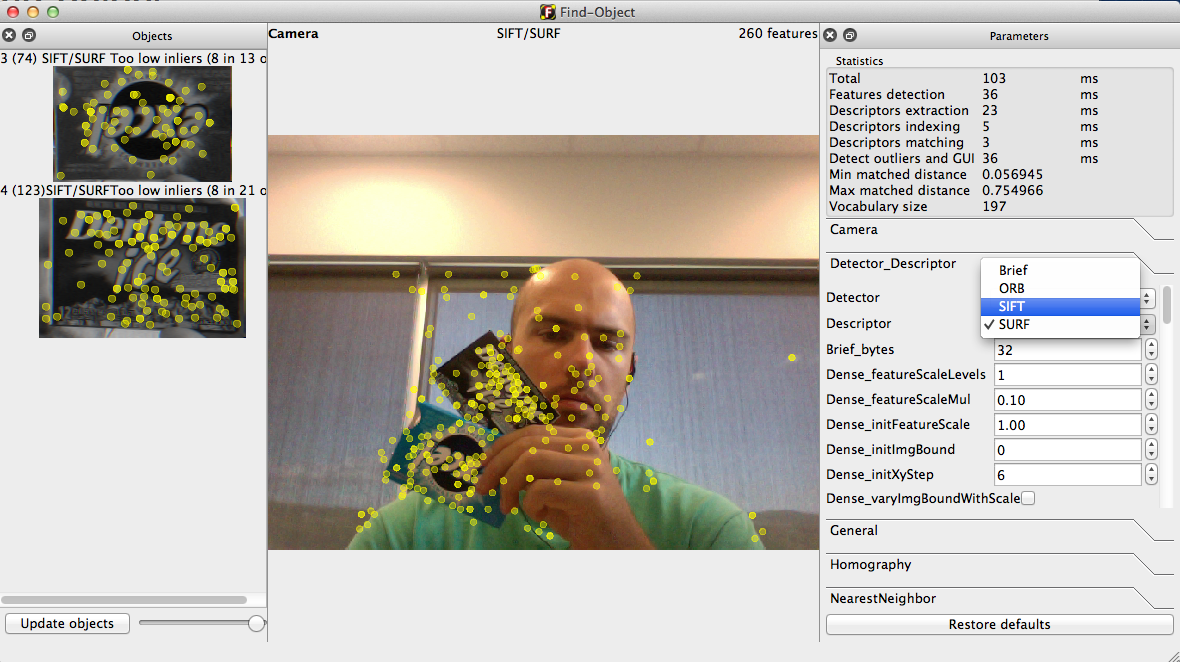 Find-Object
Objects
3 (74) SIFT/SURF Too low inliers (8 in 13 o
4 (123)SIFT/SURFToo low inliers (8 in 21 o
Update objects
Camera SIFT/SURF 260 features
Parameters
Statistics
Total 103 ms
Features detection 36 ms
Descriptors extraction 23 ms
Descriptors indexing 5 ms
Descriptors matching 3 ms
Detect outliers and GUI 36 ms
Min matched distance 0.056945
Max matched distance 0.754966
Vocabulary size 197
Camera
Detector_Descriptor
Brief
ORB
SIFT
✓ SURF
Detector
Descriptor
Brief_bytes 32
Dense_featureScaleLevels 1
Dense_featureScaleMul 0.10
Dense_initFeatureScale 1.00
Dense_initImgBound 0
Dense_initXyStep 6
Dense_varyImgBoundWithScale
General
Homography
NearestNeighbor
Restore defaults